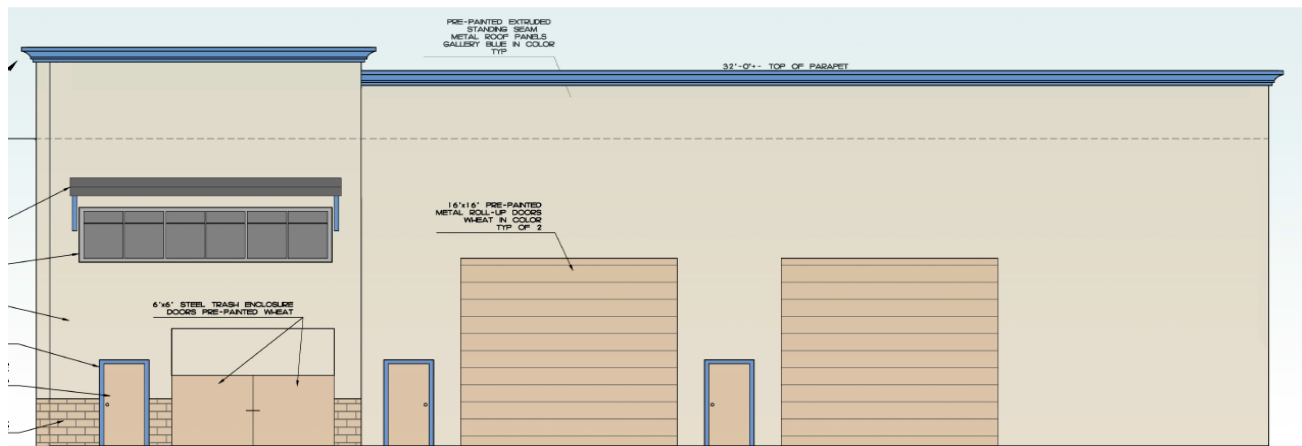 PRE-PAINTED EXTRUDED
STANDING SEAM
METAL ROOF PANELS
GALLERY BLUE IN COLOR
TYP
32'-0"+- TOP OF PARAPET
16'x16' PRE-PAINTED
METAL ROLL-UP DOORS
WHEAT IN COLOR
TYP OF 2
6'x6' STEEL TRASH ENCLOSURE
DOORS PRE-PAINTED WHEAT